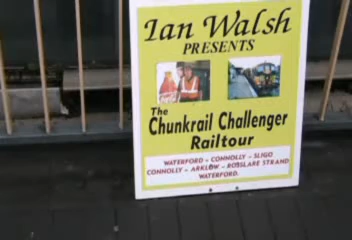 Ian Walsh
PRESENTS
The
Chunkrail Challenger
Railtour
WATERFORD - CONNOLLY - SLIGO
CONNOLLY - ARKLOW - ROSSLARE STRAND
WATERFORD.